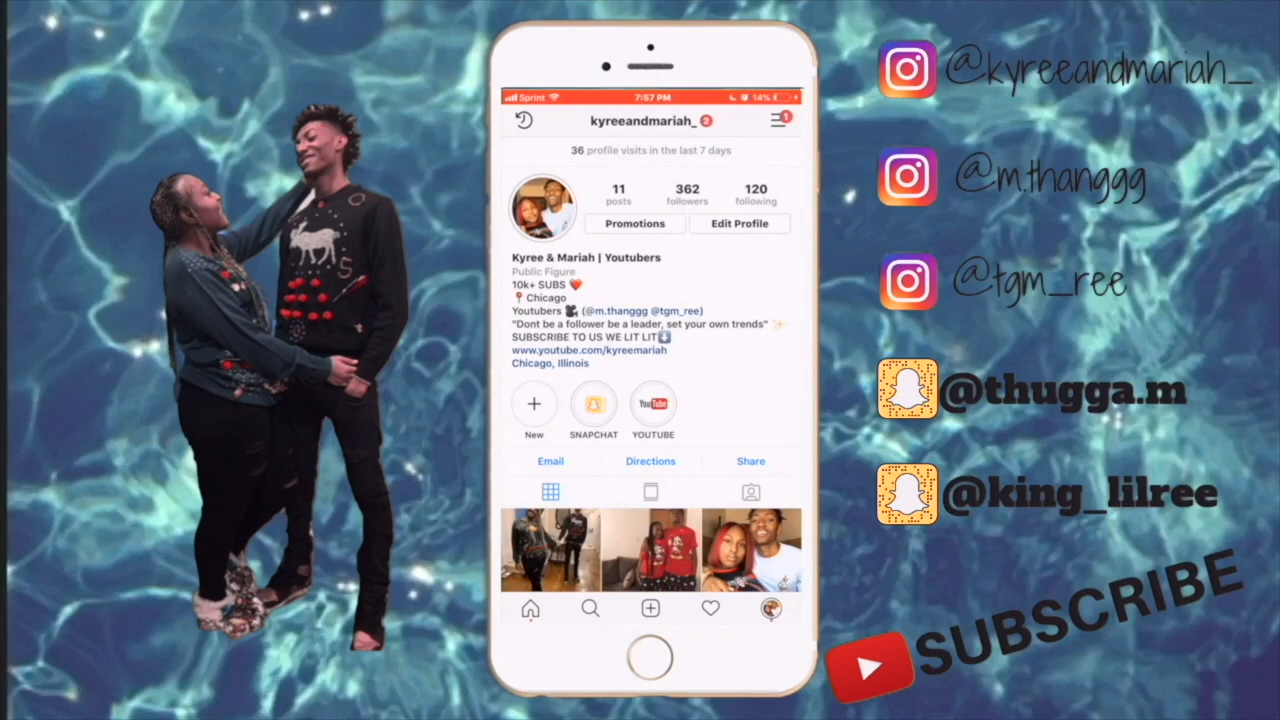 Sprint 7:57 PM 14%
kyreeandmariah_ 2
1
36 profile visits in the last 7 days
11 362 120
posts followers following
Promotions Edit Profile
Kyree & Mariah | Youtubers
Public Figure
10k+ SUBS ❤️
📍 Chicago
Youtubers 🎥 (@m.thanggg @tgm_ree)
"Dont be a follower be a leader, set your own trends" ✨
SUBSCRIBE TO US WE LIT LIT⬇️
www.youtube.com/kyreemariah
Chicago, Illinois
YouTube
New SNAPCHAT YOUTUBE
Email Directions Share
@kyreeandmariah_
@m.thanggg
@tgm_ree
@thugga.m
@king_lilree
SUBSCRIBE